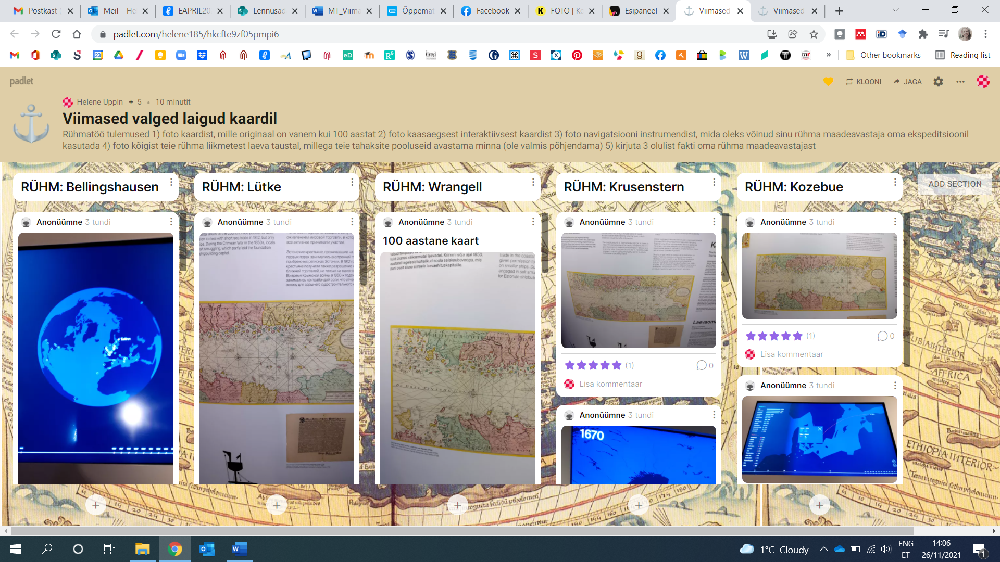 Postkast (
Meil – He
EAPRIL20
Lennusad
MT_Viima
Õppemat
Facebook
FOTO | Ko
Esipaneel
Viimased
Viimased
padlet.com/helene185/hkcfte9zf05pmpi6
Other bookmarks
Reading list
padlet
KLOONI
JAGA
Helene Uppin + 5 • 10 minutit
Viimased valged laigud kaardil
Rühmatöö tulemused 1) foto kaardist, mille originaal on vanem kui 100 aastat 2) foto kaasaegsest interaktiivsest kaardist 3) foto navigatsiooni instrumendist, mida oleks võinud sinu rühma maadeavastaja oma ekspeditsioonil
kasutada 4) foto kõigist teie rühma liikmetest laeva taustal, millega teie tahaksite pooluseid avastama minna (ole valmis põhjendama) 5) kirjuta 3 olulist fakti oma rühma maadeavastajast
RÜHM: Bellingshausen
RÜHM: Lütke
RÜHM: Wrangell
RÜHM: Krusenstern
RÜHM: Kozebue
ADD SECTION
Anonüümne 3 tundi
Tallinn
Anonüümne 3 tundi
Anonüümne 3 tundi
100 aastane kaart
Anonüümne 3 tundi
Laevaom
(1)
0
Lisa kommentaar
Anonüümne 3 tundi
1670
Anonüümne 3 tundi
(1)
0
Lisa kommentaar
Anonüümne 3 tundi
AFFRICA
ETHIOPIA INTERIOR
1°C Cloudy
ENG
ET
14:06
26/11/2021
1